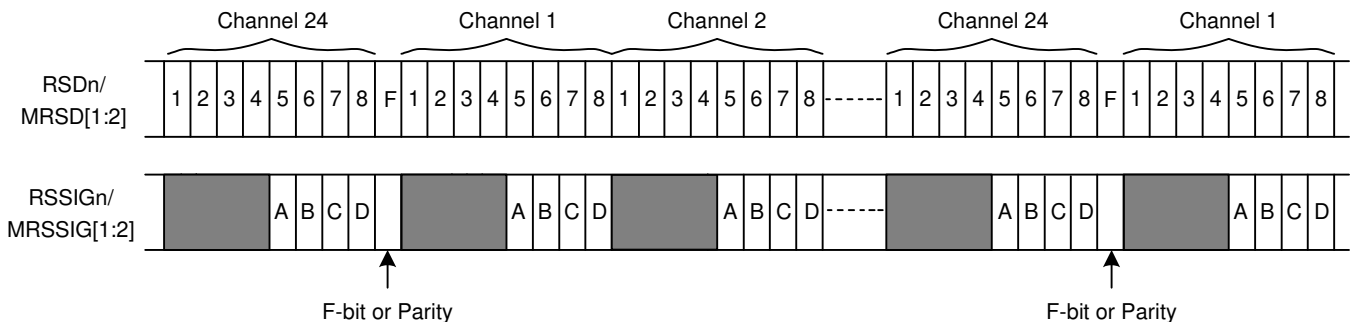 Channel 24 Channel 1 Channel 2 Channel 24 Channel 1
RSDn/
MRSD[1:2]
1 2 3 4 5 6 7 8 F 1 2 3 4 5 6 7 8 1 2 3 4 5 6 7 8 1 2 3 4 5 6 7 8 F 1 2 3 4 5 6 7 8
RSSIGn/
MRSSIG[1:2]
A B C D A B C D A B C D A B C D A B C D
F-bit or Parity F-bit or Parity